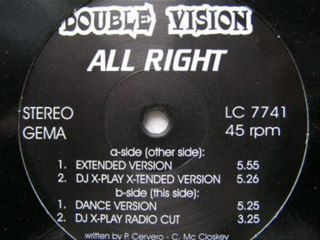 DOUBLE VISION
ALL RIGHT
STEREO LC 7741
GEMA 45 rpm
a-side (other side):
1. EXTENDED VERSION 5.55
2. DJ X-PLAY X-TENDED VERSION 5.26
b-side (this side):
1. DANCE VERSION 5.25
2. DJ X-PLAY RADIO CUT 3.25
written by P. Cervero - C. Mc Closkey